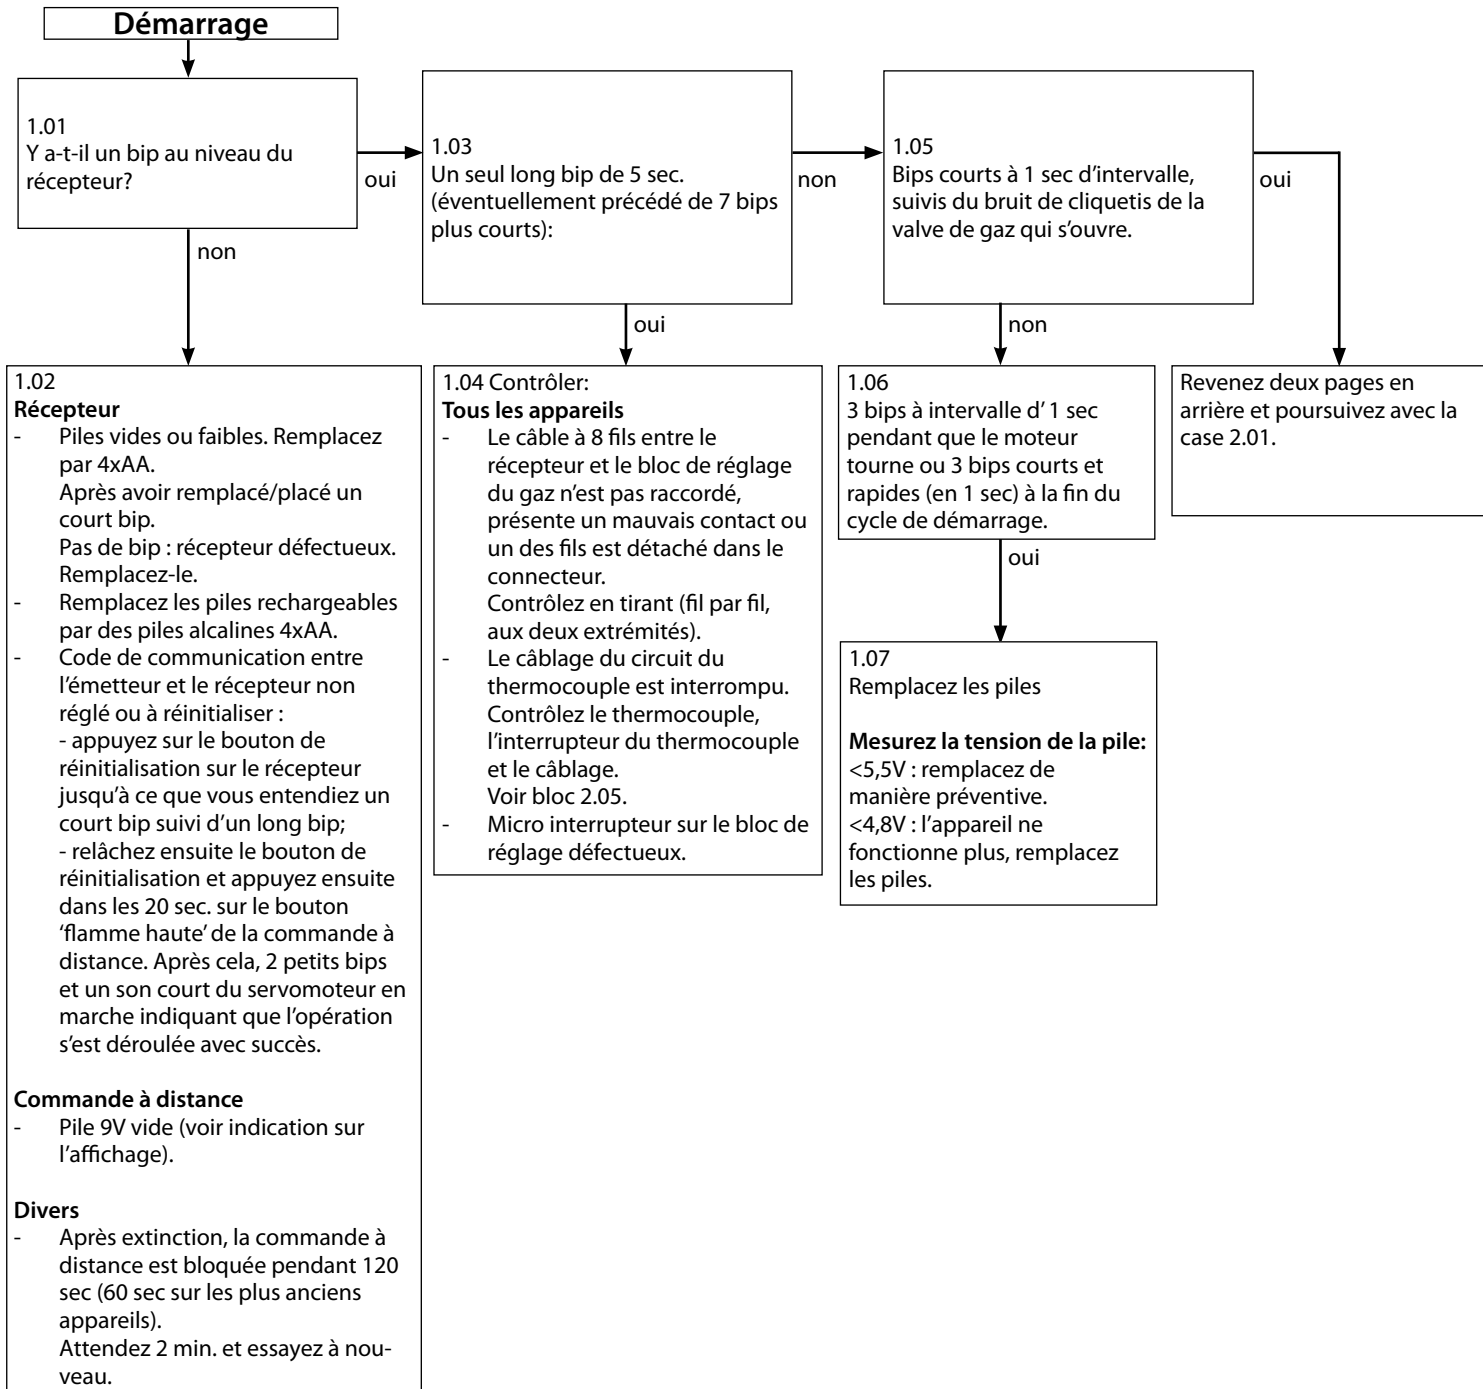 Démarrage
1.01
Y a-t-il un bip au niveau du
récepteur?
oui
non
1.03
Un seul long bip de 5 sec.
(éventuellement précédé de 7 bips
plus courts):
non
oui
1.05
Bips courts à 1 sec d'intervalle,
suivis du bruit de cliquetis de la
valve de gaz qui s'ouvre.
oui
non
1.02
Récepteur
- Piles vides ou faibles. Remplacez
par 4xAA.
Après avoir remplacé/placé un
court bip.
Pas de bip : récepteur défectueux.
Remplacez-le.
- Remplacez les piles rechargeables
par des piles alcalines 4xAA.
- Code de communication entre
l'émetteur et le récepteur non
réglé ou à réinitialiser :
- appuyez sur le bouton de
réinitialisation sur le récepteur
jusqu'à ce que vous entendiez un
court bip suivi d'un long bip;
- relâchez ensuite le bouton de
réinitialisation et appuyez ensuite
dans les 20 sec. sur le bouton
'flamme haute' de la commande à
distance. Après cela, 2 petits bips
et un son court du servomoteur en
marche indiquant que l'opération
s'est déroulée avec succès.
Commande à distance
- Pile 9V vide (voir indication sur
l'affichage).
Divers
- Après extinction, la commande à
distance est bloquée pendant 120
sec (60 sec sur les plus anciens
appareils).
Attendez 2 min. et essayez à nou-
veau.
1.04 Contrôler:
Tous les appareils
- Le câble à 8 fils entre le
récepteur et le bloc de réglage
du gaz n'est pas raccordé,
présente un mauvais contact ou
un des fils est détaché dans le
connecteur.
Contrôlez en tirant (fil par fil,
aux deux extrémités).
- Le câblage du circuit du
thermocouple est interrompu.
Contrôlez le thermocouple,
l'interrupteur du thermocouple
et le câblage.
Voir bloc 2.05.
- Micro interrupteur sur le bloc de
réglage défectueux.
1.06
3 bips à intervalle d' 1 sec
pendant que le moteur
tourne ou 3 bips courts et
rapides (en 1 sec) à la fin du
cycle de démarrage.
oui
1.07
Remplacez les piles
Mesurez la tension de la pile:
<5,5V : remplacez de
manière préventive.
<4,8V : l'appareil ne
fonctionne plus, remplacez
les piles.
Revenez deux pages en
arrière et poursuivez avec la
case 2.01.